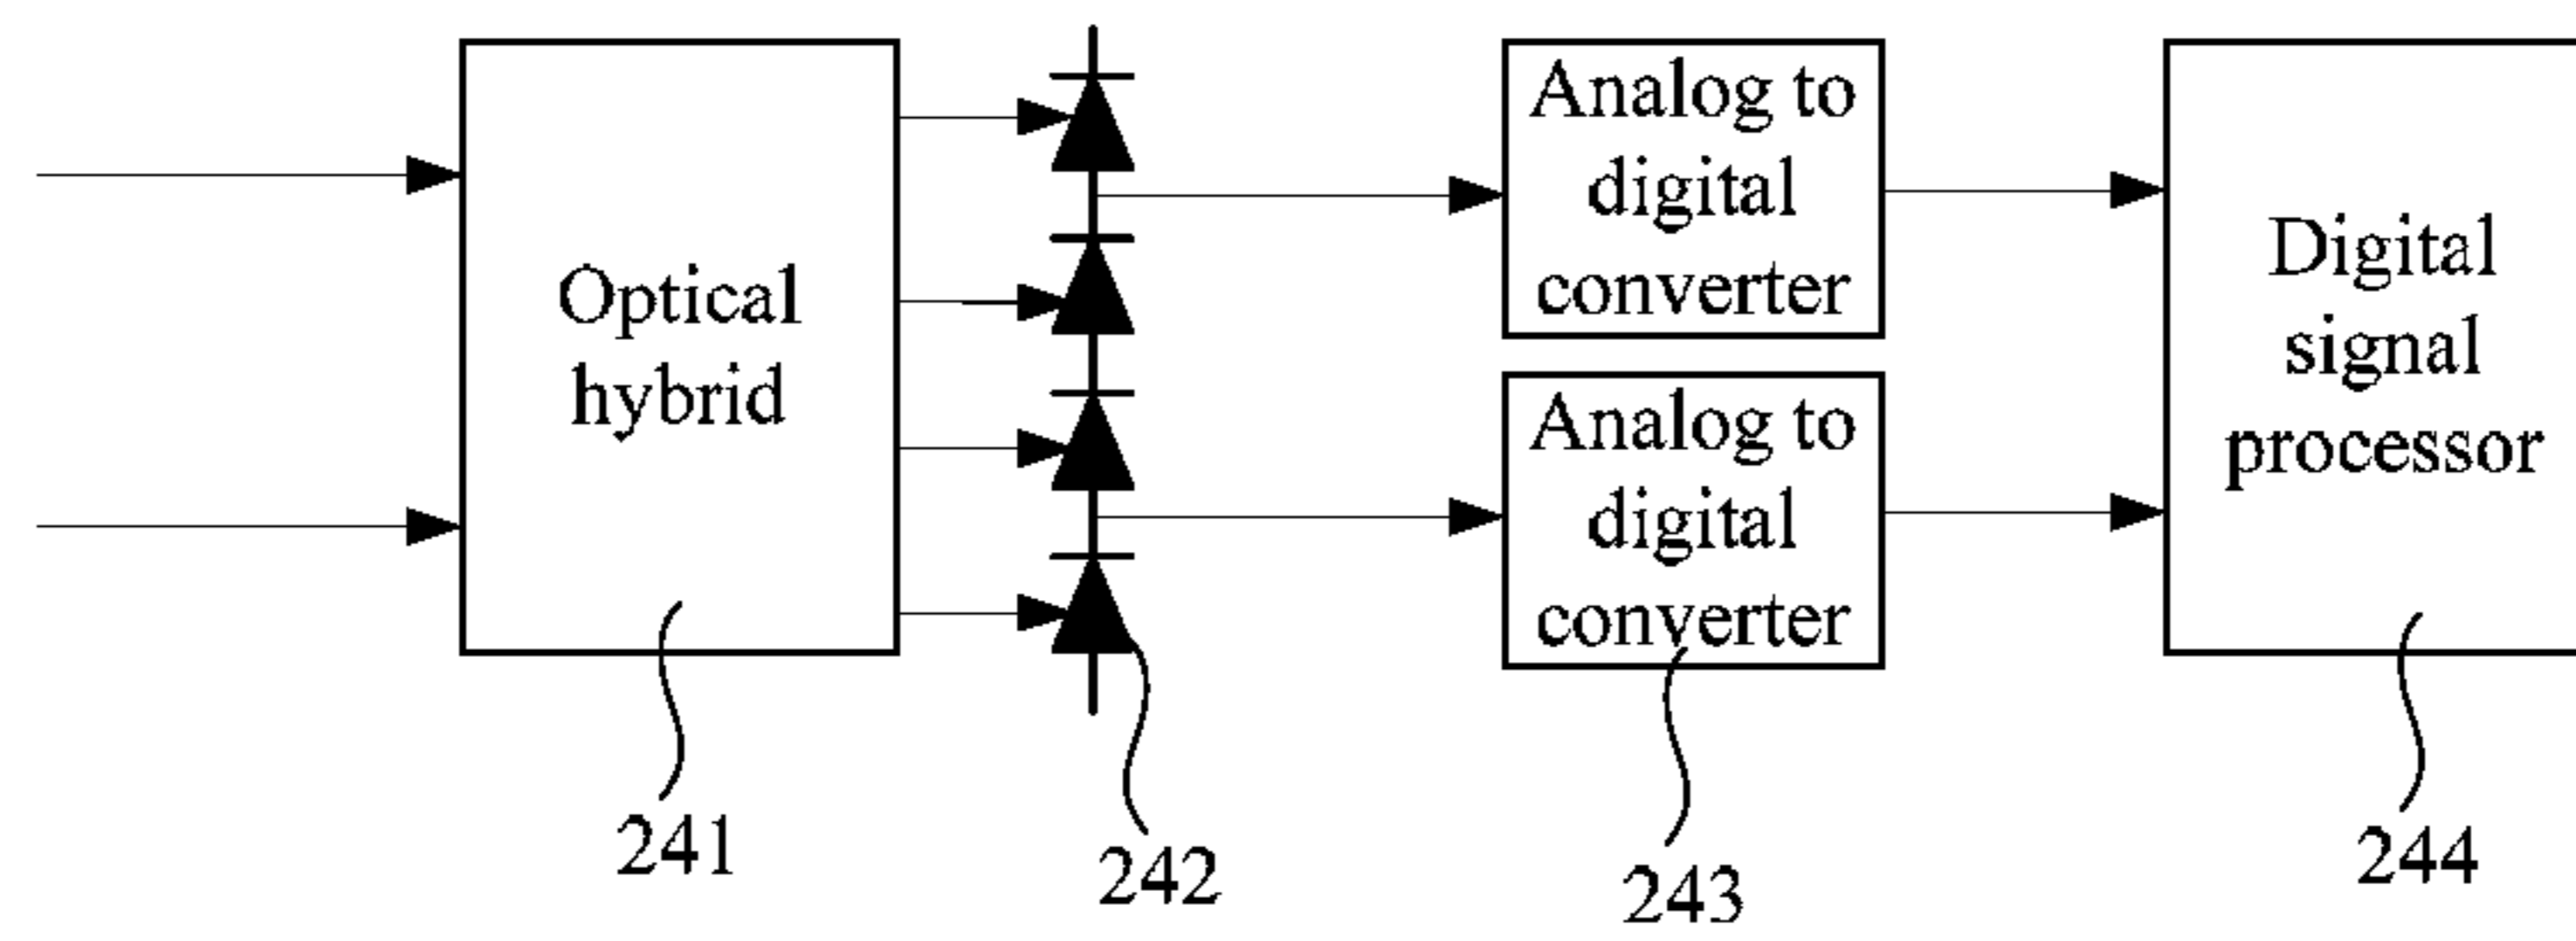 Optical
hybrid
Analog to
digital
converter
Analog to
digital
converter
Digital
signal
processor
241
242
243
244